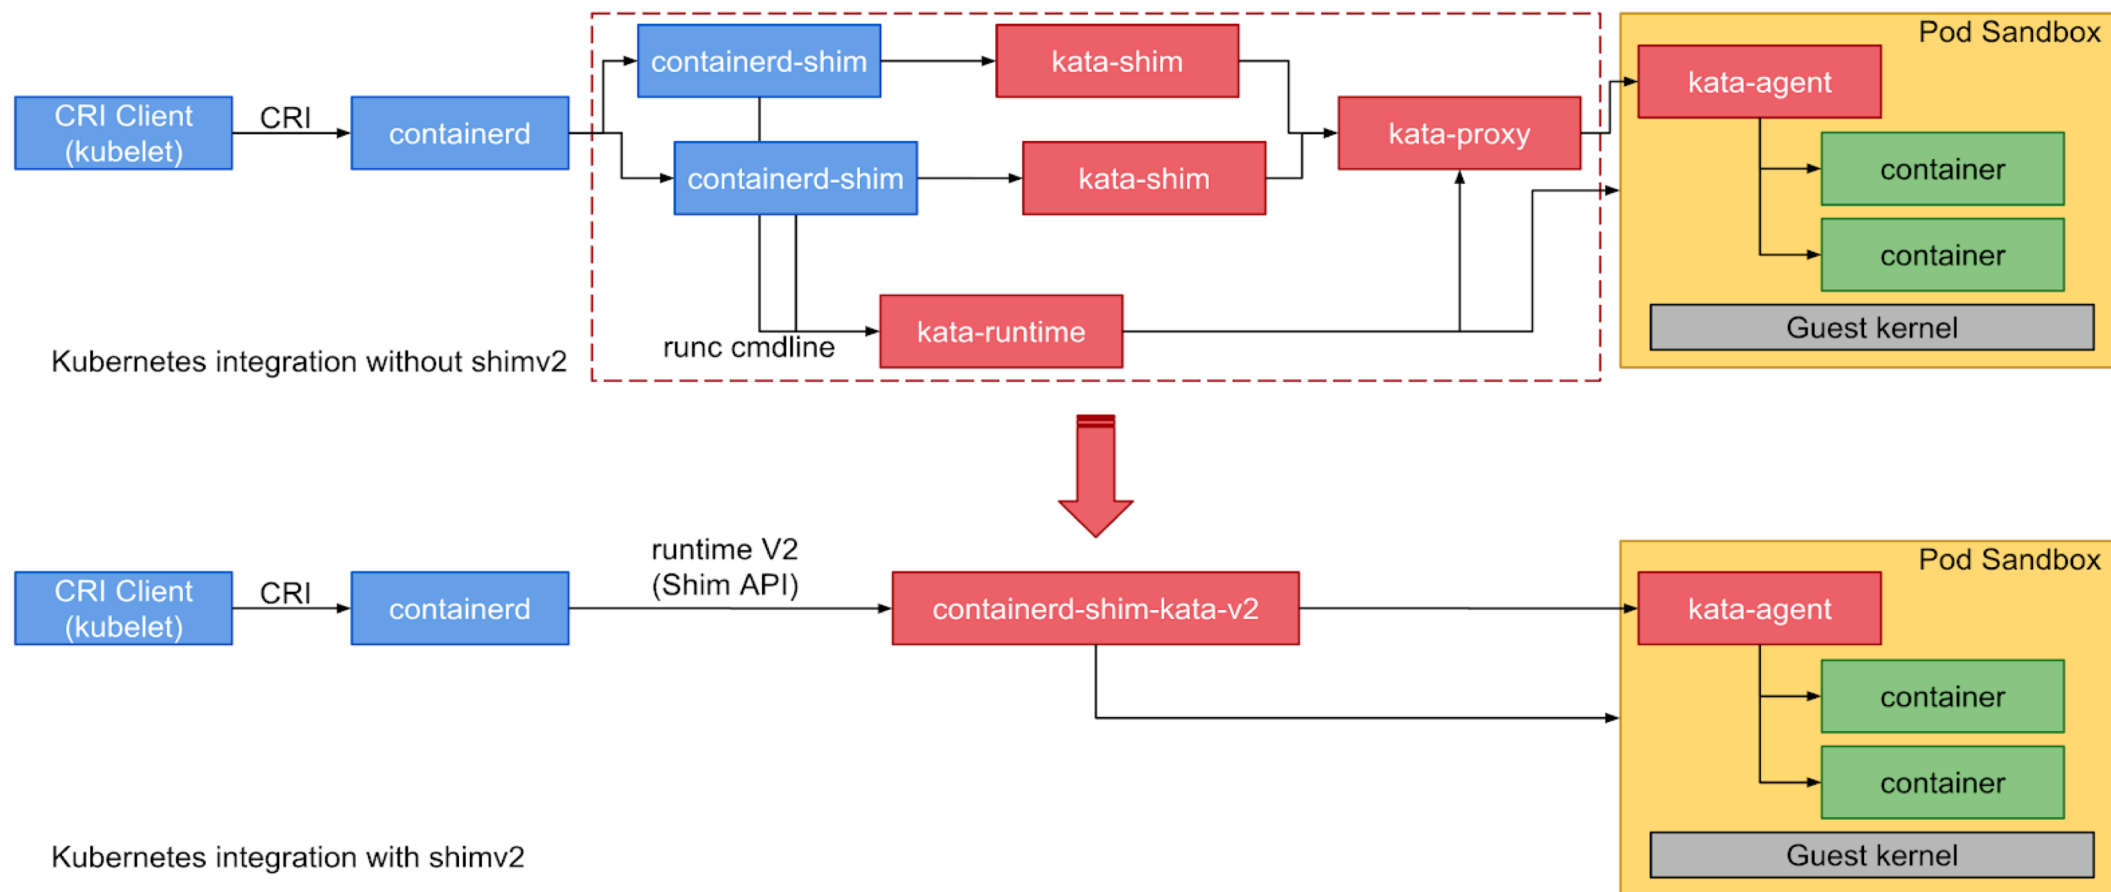 Pod Sandbox
containerd-shim
kata-shim
kata-agent
CRI Client
(kubelet)
CRI
containerd
kata-proxy
containerd-shim
kata-shim
container
container
kata-runtime
runc cmdline
Guest kernel
Kubernetes integration without shimv2
runtime V2
(Shim API)
Pod Sandbox
CRI Client
(kubelet)
CRI
containerd
containerd-shim-kata-v2
kata-agent
container
container
Guest kernel
Kubernetes integration with shimv2